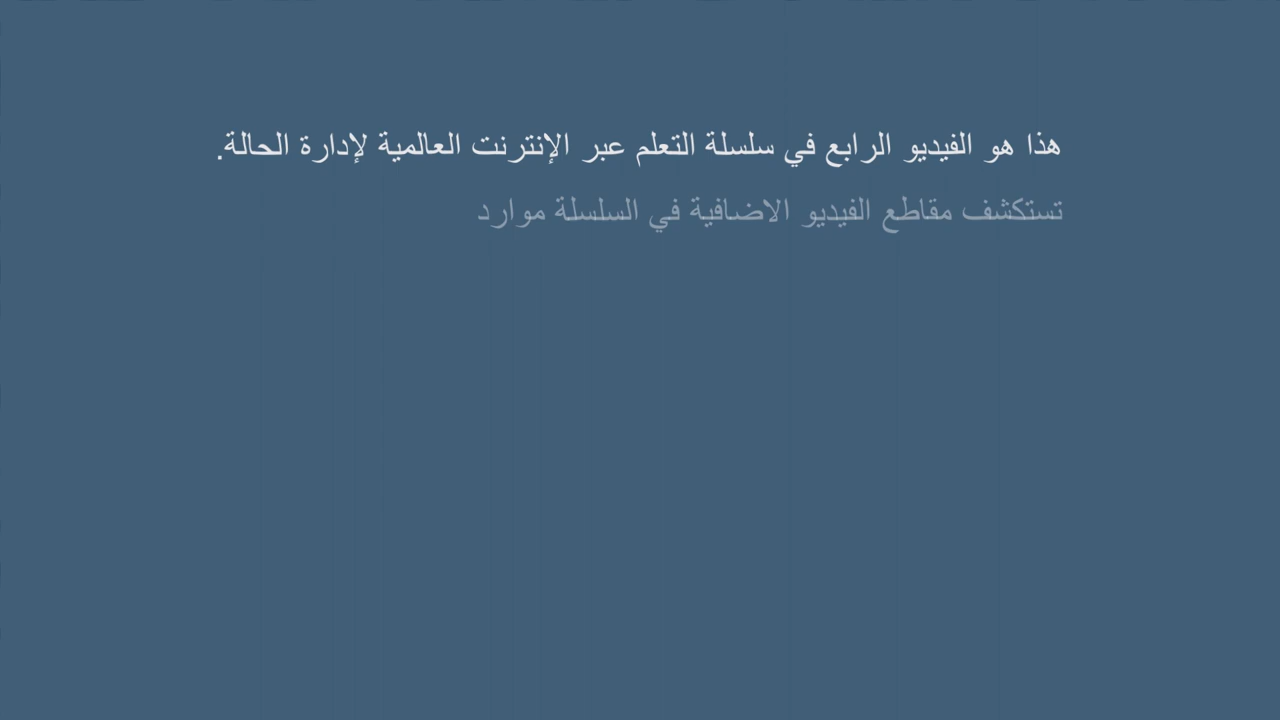 هذا هو الفيديو الرابع في سلسلة التعلم عبر الإنترنت العالمية لإدارة الحالة.
تستكشف مقاطع الفيديو الاضافية في السلسلة موارد